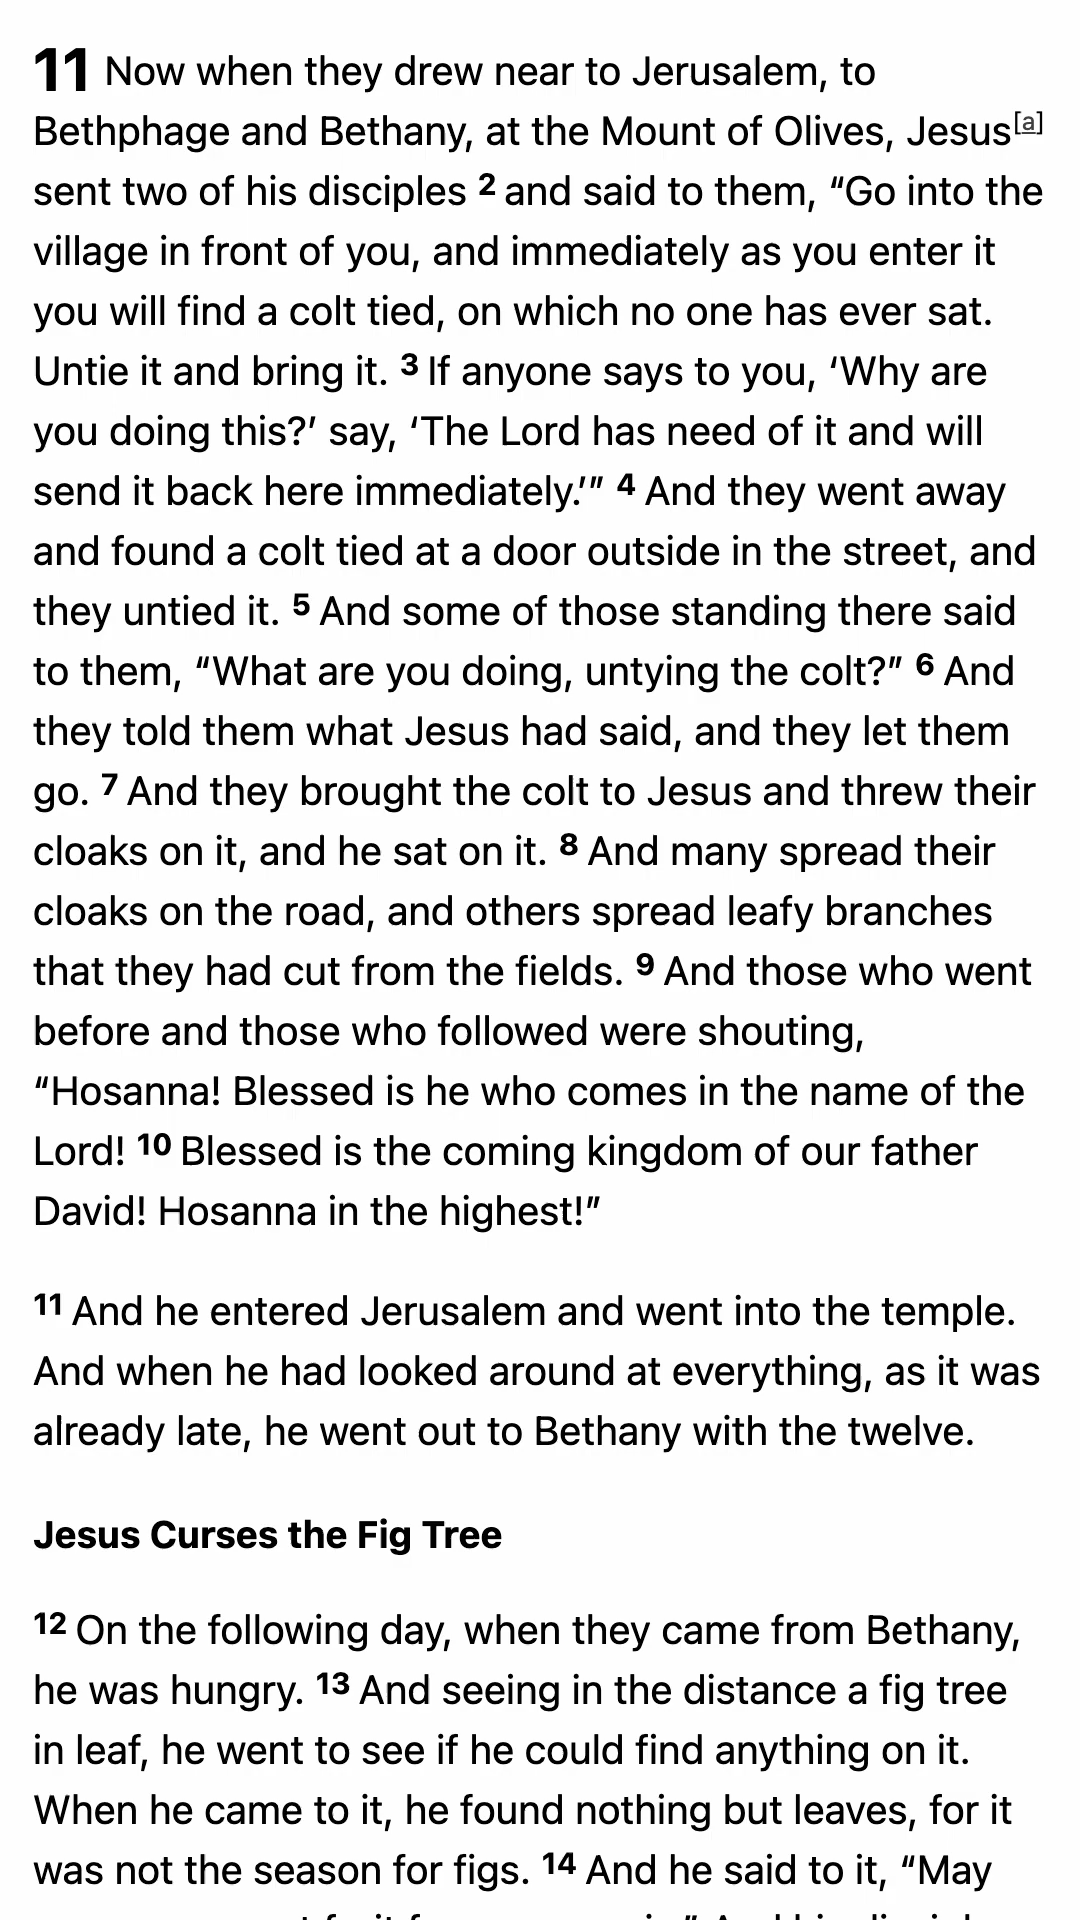 11 Now when they drew near to Jerusalem, to
Bethphage and Bethany, at the Mount of Olives, Jesus[a]
sent two of his disciples 2 and said to them, “Go into the
village in front of you, and immediately as you enter it
you will find a colt tied, on which no one has ever sat.
Untie it and bring it. 3 If anyone says to you, ‘Why are
you doing this?’ say, ‘The Lord has need of it and will
send it back here immediately.’” 4 And they went away
and found a colt tied at a door outside in the street, and
they untied it. 5 And some of those standing there said
to them, “What are you doing, untying the colt?” 6 And
they told them what Jesus had said, and they let them
go. 7 And they brought the colt to Jesus and threw their
cloaks on it, and he sat on it. 8 And many spread their
cloaks on the road, and others spread leafy branches
that they had cut from the fields. 9 And those who went
before and those who followed were shouting,
“Hosanna! Blessed is he who comes in the name of the
Lord! 10 Blessed is the coming kingdom of our father
David! Hosanna in the highest!”
11 And he entered Jerusalem and went into the temple.
And when he had looked around at everything, as it was
already late, he went out to Bethany with the twelve.
Jesus Curses the Fig Tree
12 On the following day, when they came from Bethany,
he was hungry. 13 And seeing in the distance a fig tree
in leaf, he went to see if he could find anything on it.
When he came to it, he found nothing but leaves, for it
was not the season for figs. 14 And he said to it, “May